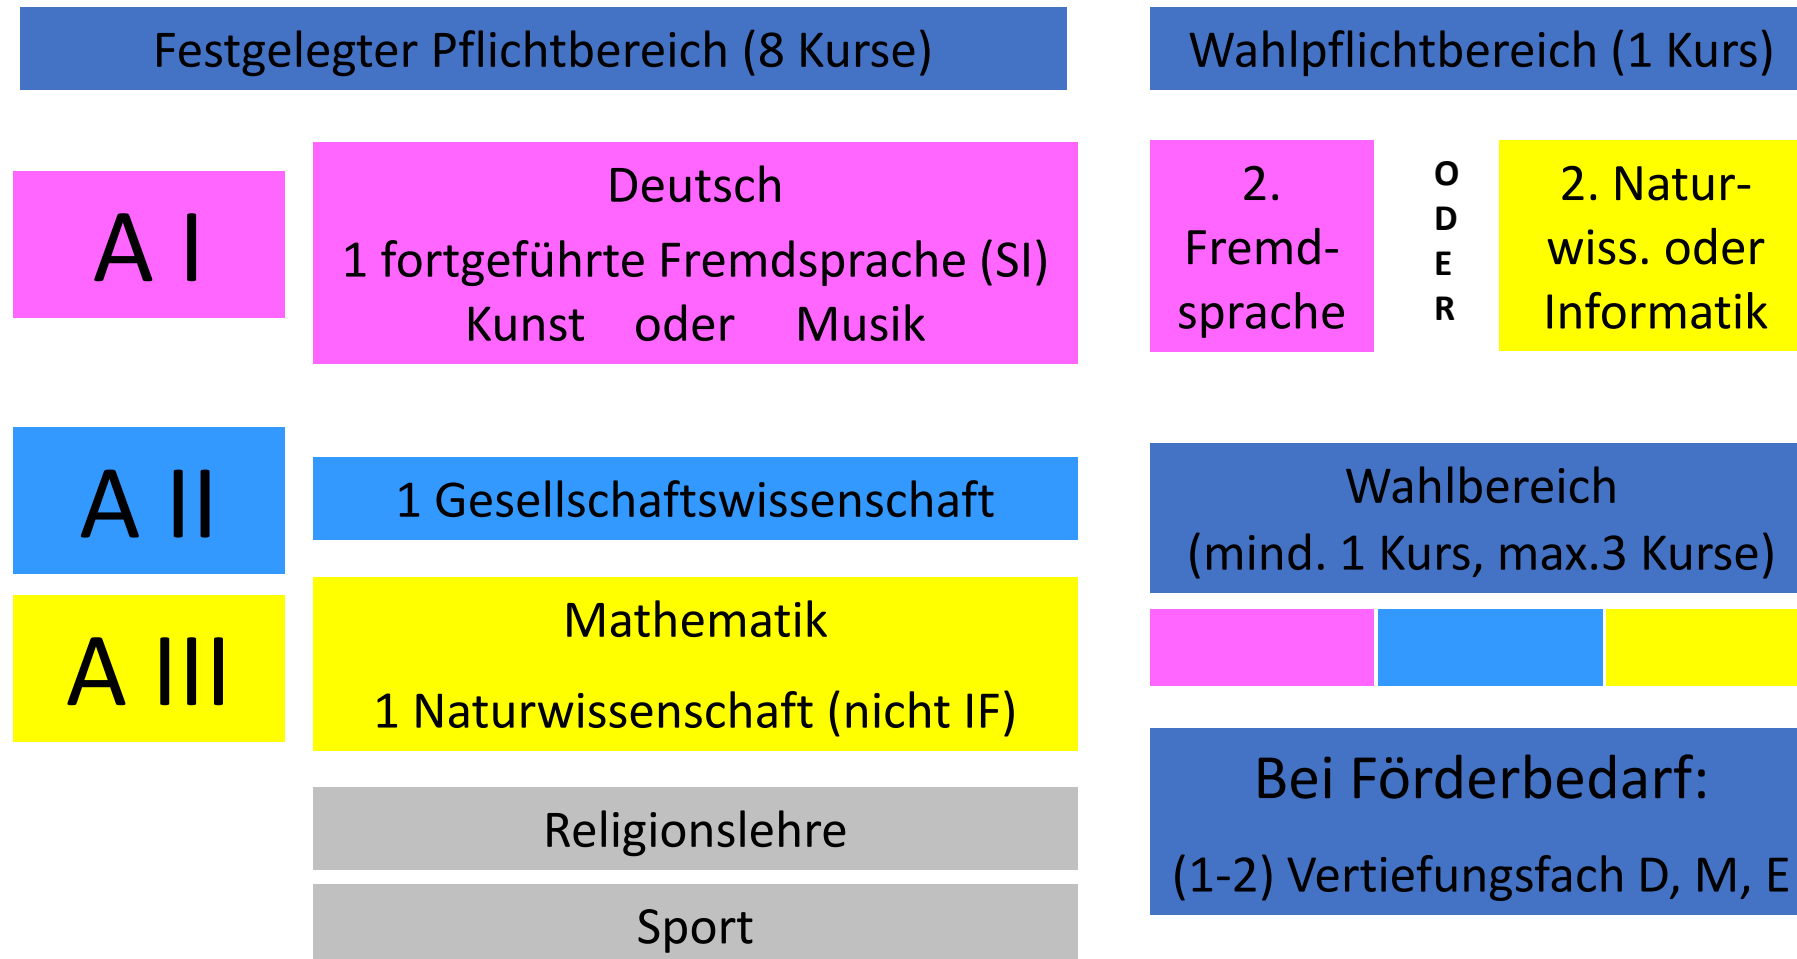 Festgelegter Pflichtbereich (8 Kurse)
A I
Deutsch
1 fortgeführte Fremdsprache (SI)
Kunst oder Musik
A II
1 Gesellschaftswissenschaft
A III
Mathematik
1 Naturwissenschaft (nicht IF)
Religionslehre
Sport
Wahlpflichtbereich (1 Kurs)
2.
Fremd-
sprache
O
D
E
R
2. Natur-
wiss. oder
Informatik
Wahlbereich
(mind. 1 Kurs, max.3 Kurse)
Bei Förderbedarf:
(1-2) Vertiefungsfach D, M, E